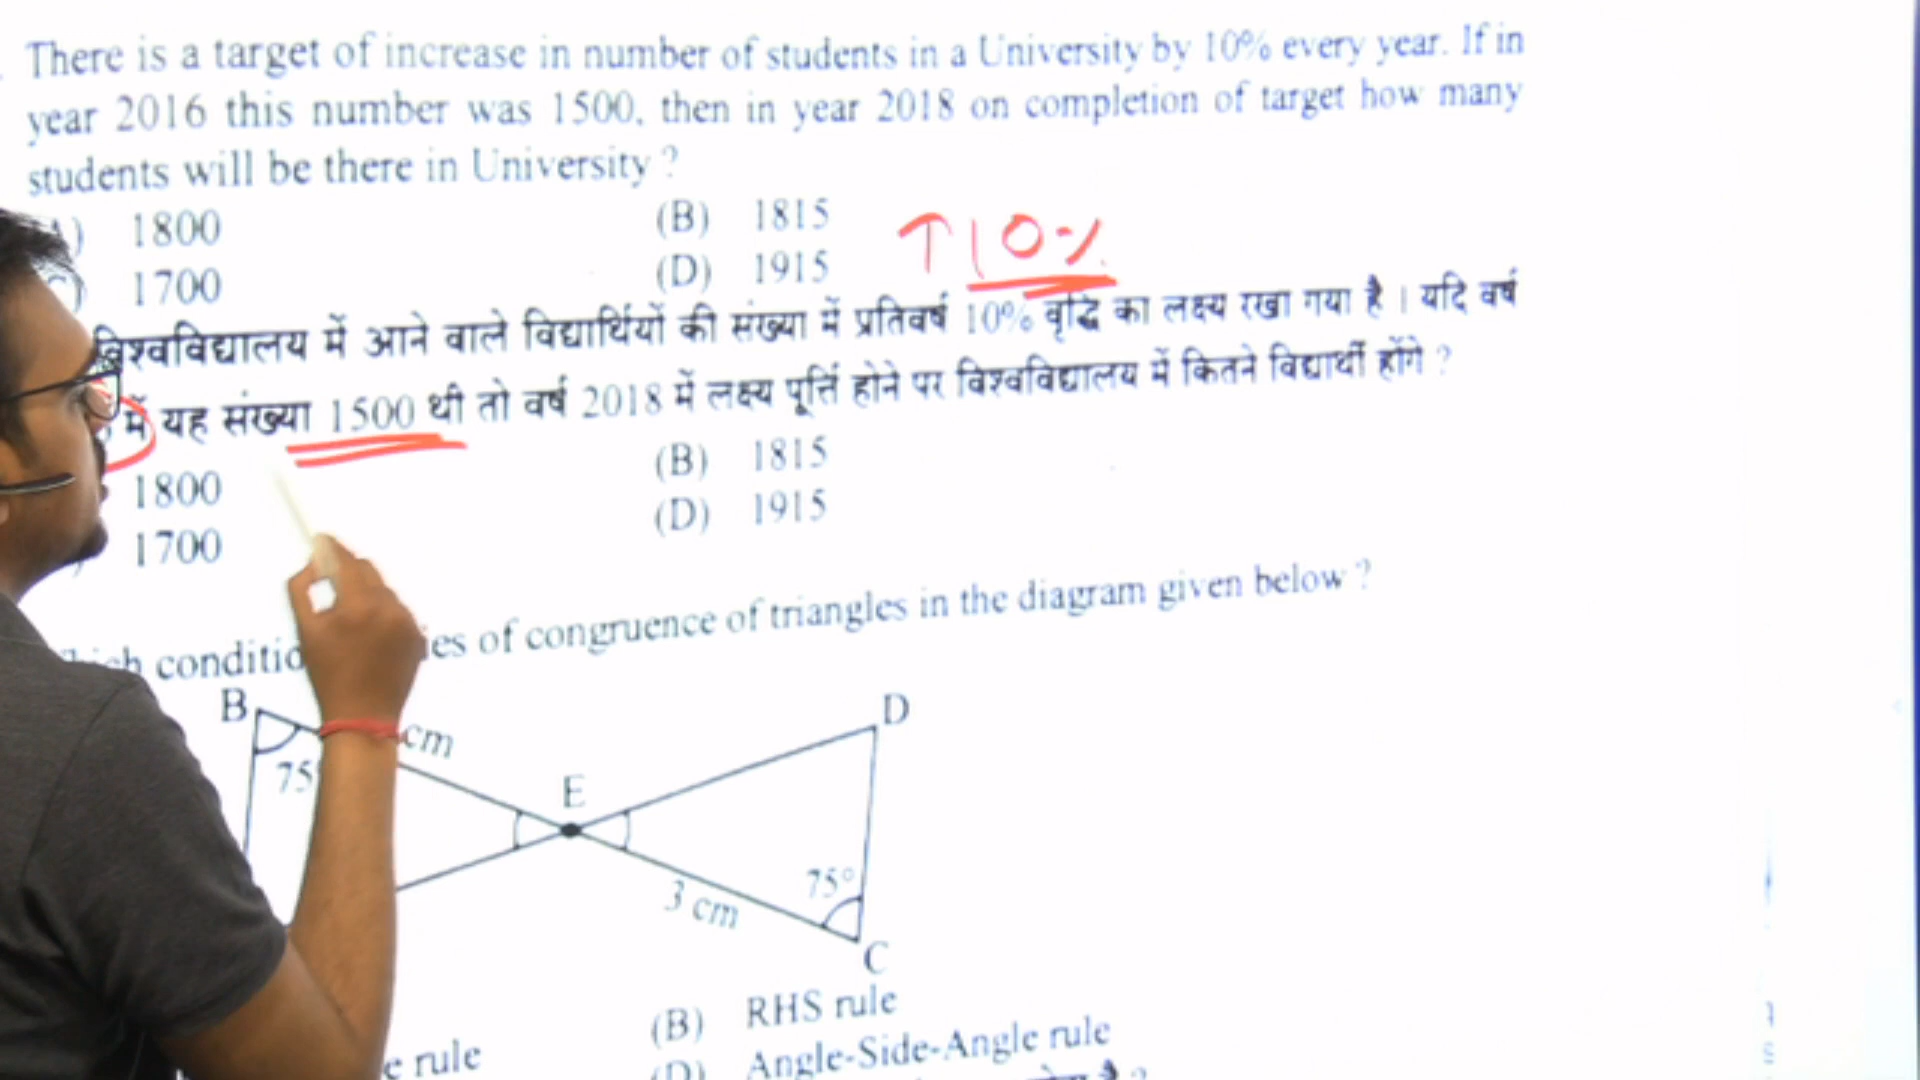 There is a target of increase in number of students in a University by 10% every year. If in
year 2016 this number was 1500, then in year 2018 on completion of target how many
students will be there in University ?
1800 (B) 1815
↑10%
1700 (D) 1915
विश्वविद्यालय में आने वाले विद्यार्थियों की संख्या में प्रतिवर्ष 10% वृद्धि का लक्ष्य रखा गया है । यदि वर्ष
में यह संख्या 1500 थी तो वर्ष 2018 में लक्ष्य पूर्त्ति होने पर विश्वविद्यालय में कितने विद्यार्थी होंगे ?
1800 (B) 1815
1700 (D) 1915
of congruence of triangles in the diagram given below ?
B
cm
D
75
E
75°
3 cm
C
(B) RHS rule
rule
(D) Angle-Side-Angle rule